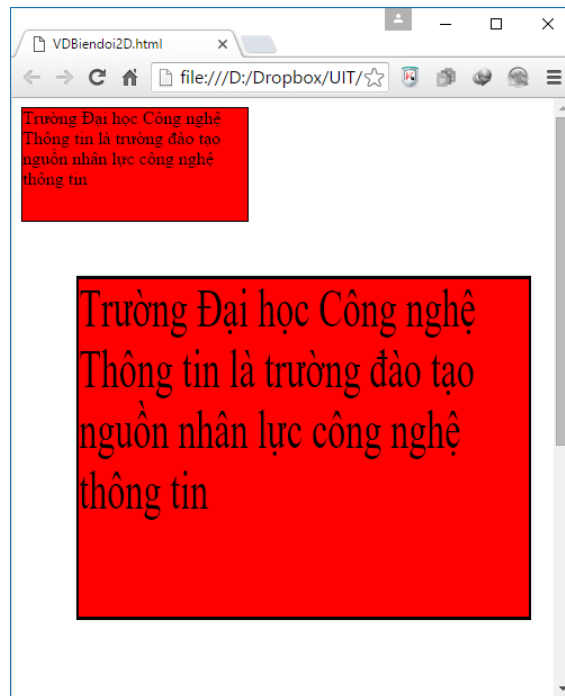 VDBiendoi2D.html
file:///D:/Dropbox/UIT/
Trường Đại học Công nghệ
Thông tin là trường đào tạo
nguồn nhân lực công nghệ
thông tin
Trường Đại học Công nghệ
Thông tin là trường đào tạo
nguồn nhân lực công nghệ
thông tin